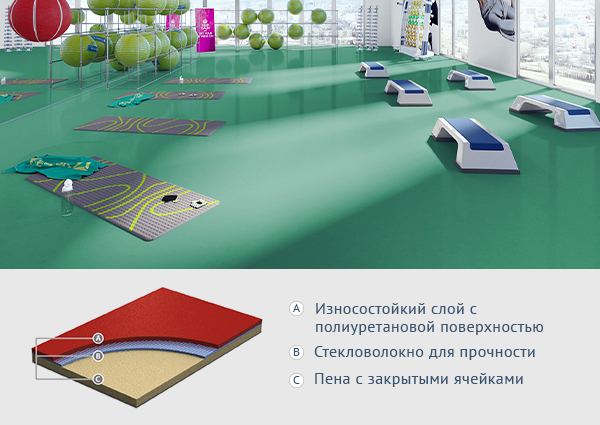 A Износостойкий слой с
полиуретановой поверхностью
B Стекловолокно для прочности
C Пена с закрытыми ячейками
A
B
C